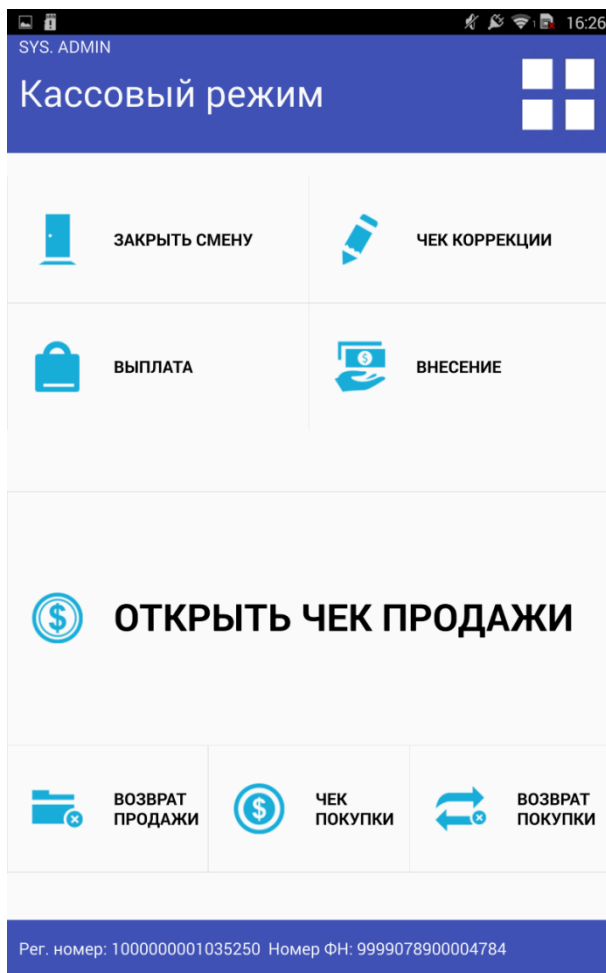 16:26
SYS. ADMIN
Кассовый режим
ЗАКРЫТЬ СМЕНУ
ЧЕК КОРРЕКЦИИ
ВЫПЛАТА
ВНЕСЕНИЕ
ОТКРЫТЬ ЧЕК ПРОДАЖИ
ВОЗВРАТ
ПРОДАЖИ
ЧЕК
ПОКУПКИ
ВОЗВРАТ
ПОКУПКИ
Рег. номер: 1000000001035250 Номер ФН: 9999078900004784